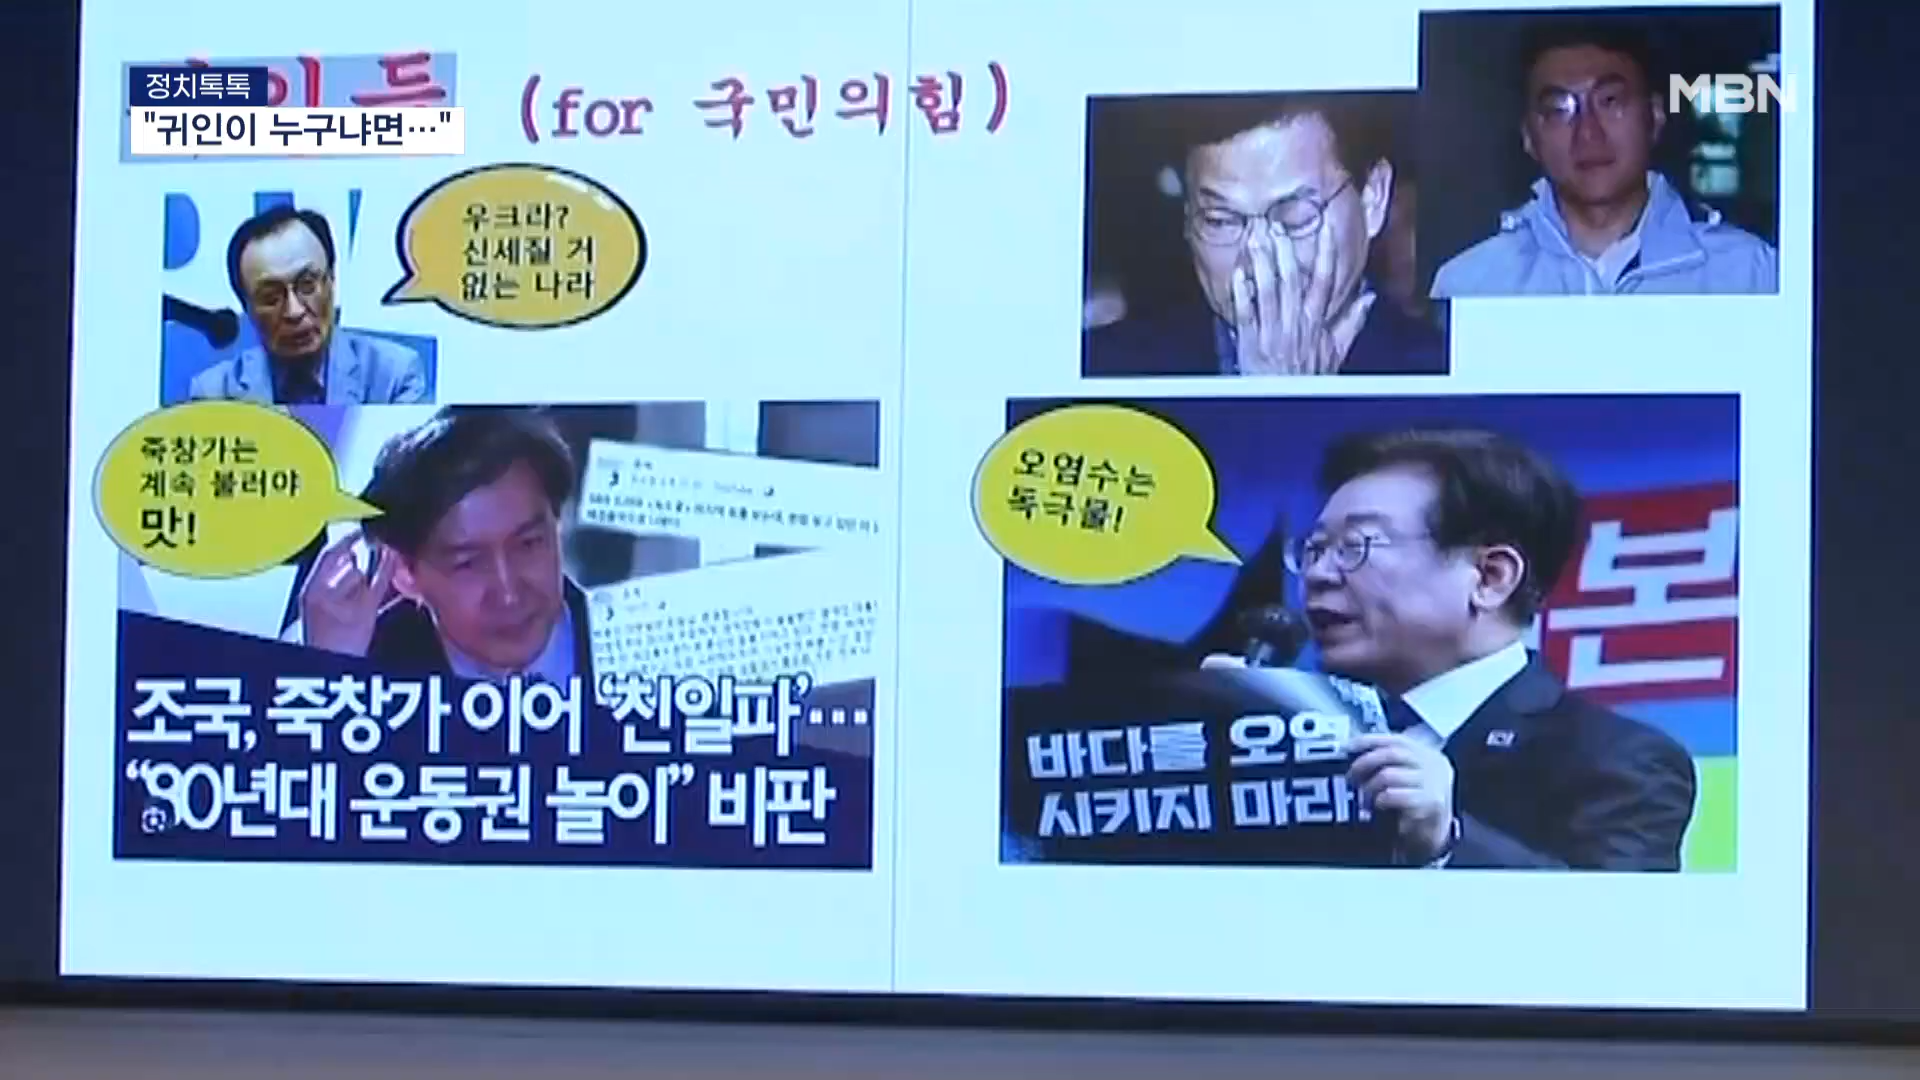 정치톡톡
"귀인이 누구냐면…"
MBN
인들 (for 국민의힘)
우크라?
신세질 거
없는 나라
죽창가는
계속 불러야
맛!
조국, 죽창가 이어 '친일파'…
"80년대 운동권 놀이" 비판
오염수는
독극물!
본
바다를 오염
시키지 마라!